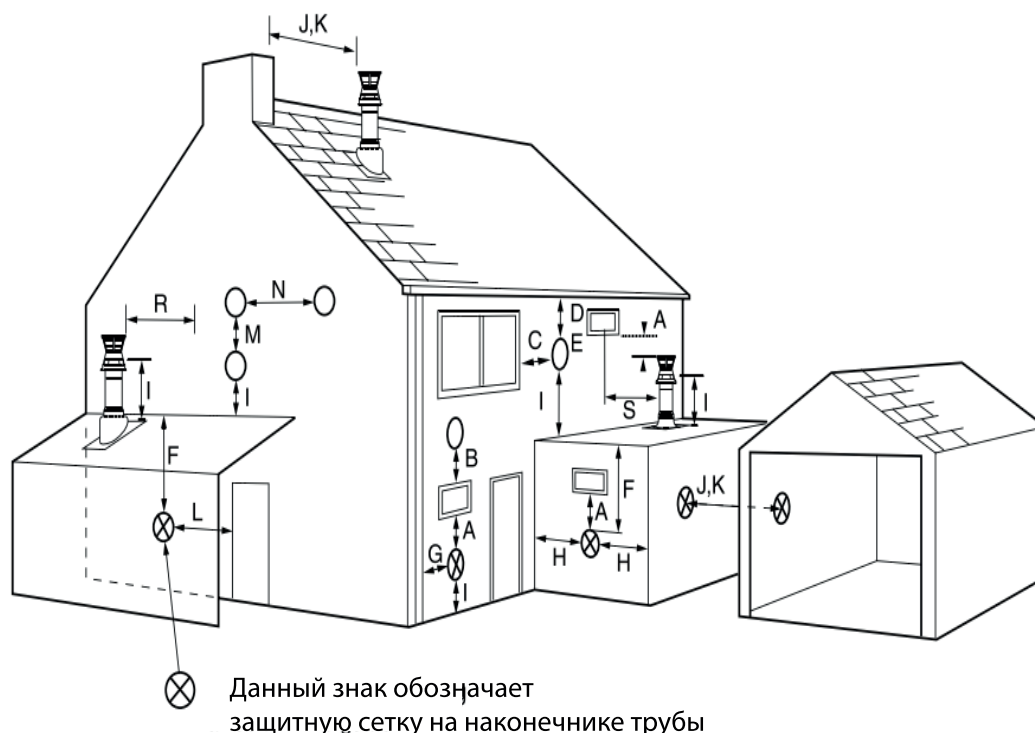 J,K
N
D
A
R
E
C
M
I
I
I
S
I
F
B
F
J,K
L
A
A
G
H
H
I
Данный знак обозначает
защитную сетку на наконечнике трубы